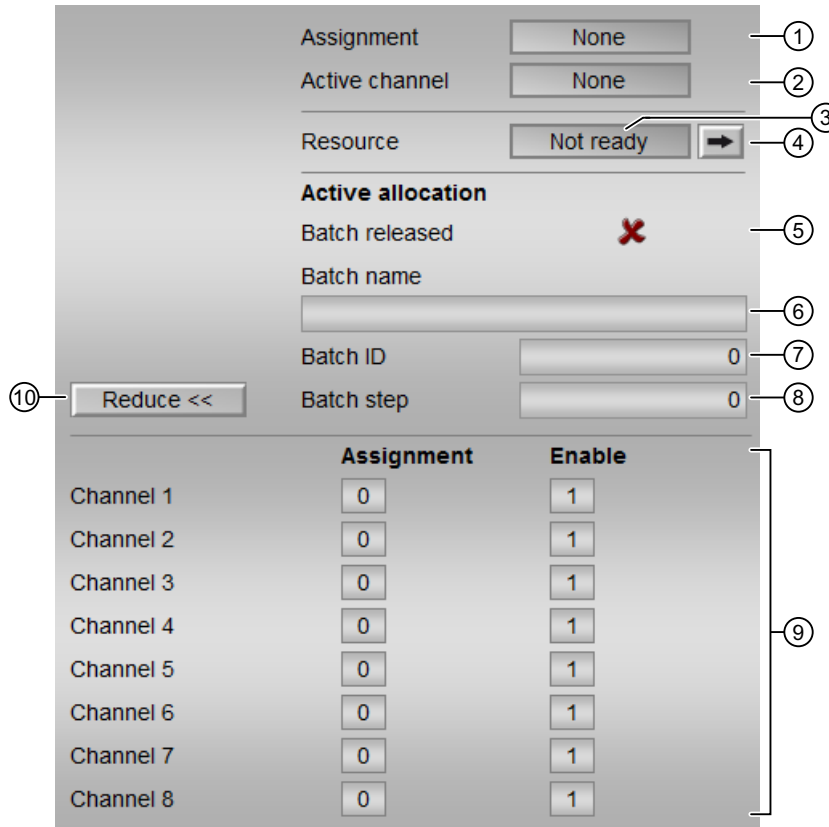 Assignment None ①
Active channel None ②
③
Resource Not ready ④
Active allocation
Batch released ⑤
Batch name
⑥
Batch ID 0 ⑦
⑩ Reduce << Batch step 0 ⑧
Assignment Enable
Channel 1 0 1
Channel 2 0 1
Channel 3 0 1
Channel 4 0 1 ⑨
Channel 5 0 1
Channel 6 0 1
Channel 7 0 1
Channel 8 0 1